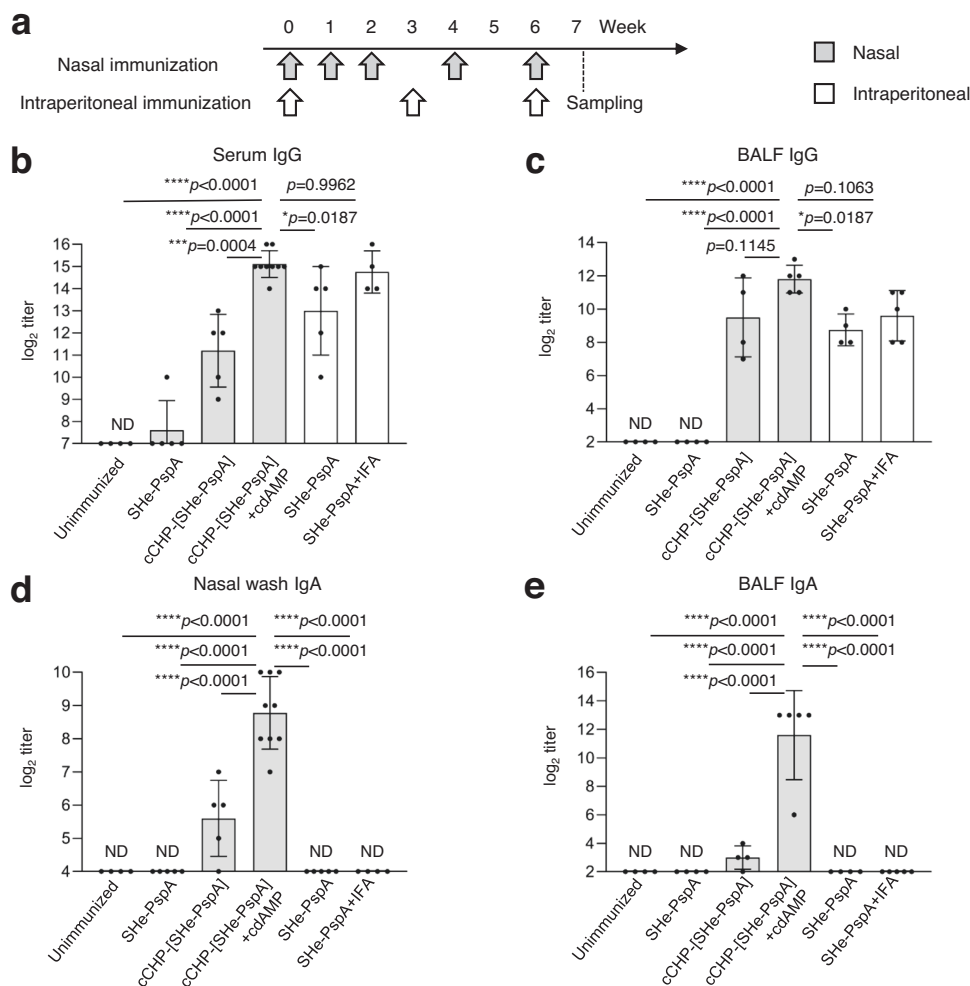 a
0 1 2 3 4 5 6 7 Week
Nasal immunization
Intraperitoneal immunization
Sampling
Nasal
Intraperitoneal
b
Serum IgG
****p<0.0001 p=0.9962
****p<0.0001 *p=0.0187
***p=0.0004
log2 titer
16
15
14
13
12
11
10
9
8
7
ND
Unimmunized
SHe-PspA
cCHP-[SHe-PspA]
cCHP-[SHe-PspA]
+cdAMP
SHe-PspA
SHe-PspA+IFA
c
BALF IgG
****p<0.0001 p=0.1063
****p<0.0001 *p=0.0187
p=0.1145
log2 titer
14
12
10
8
6
4
2
ND ND
Unimmunized
SHe-PspA
cCHP-[SHe-PspA]
cCHP-[SHe-PspA]
+cdAMP
SHe-PspA
SHe-PspA+IFA
d
Nasal wash IgA
****p<0.0001 ****p<0.0001
****p<0.0001 ****p<0.0001
****p<0.0001
log2 titer
10
9
8
7
6
5
4
ND ND ND ND
Unimmunized
SHe-PspA
cCHP-[SHe-PspA]
cCHP-[SHe-PspA]
+cdAMP
SHe-PspA
SHe-PspA+IFA
e
BALF IgA
****p<0.0001 ****p<0.0001
****p<0.0001 ****p<0.0001
****p<0.0001
log2 titer
16
14
12
10
8
6
4
2
ND ND ND ND
Unimmunized
SHe-PspA
cCHP-[SHe-PspA]
cCHP-[SHe-PspA]
+cdAMP
SHe-PspA
SHe-PspA+IFA